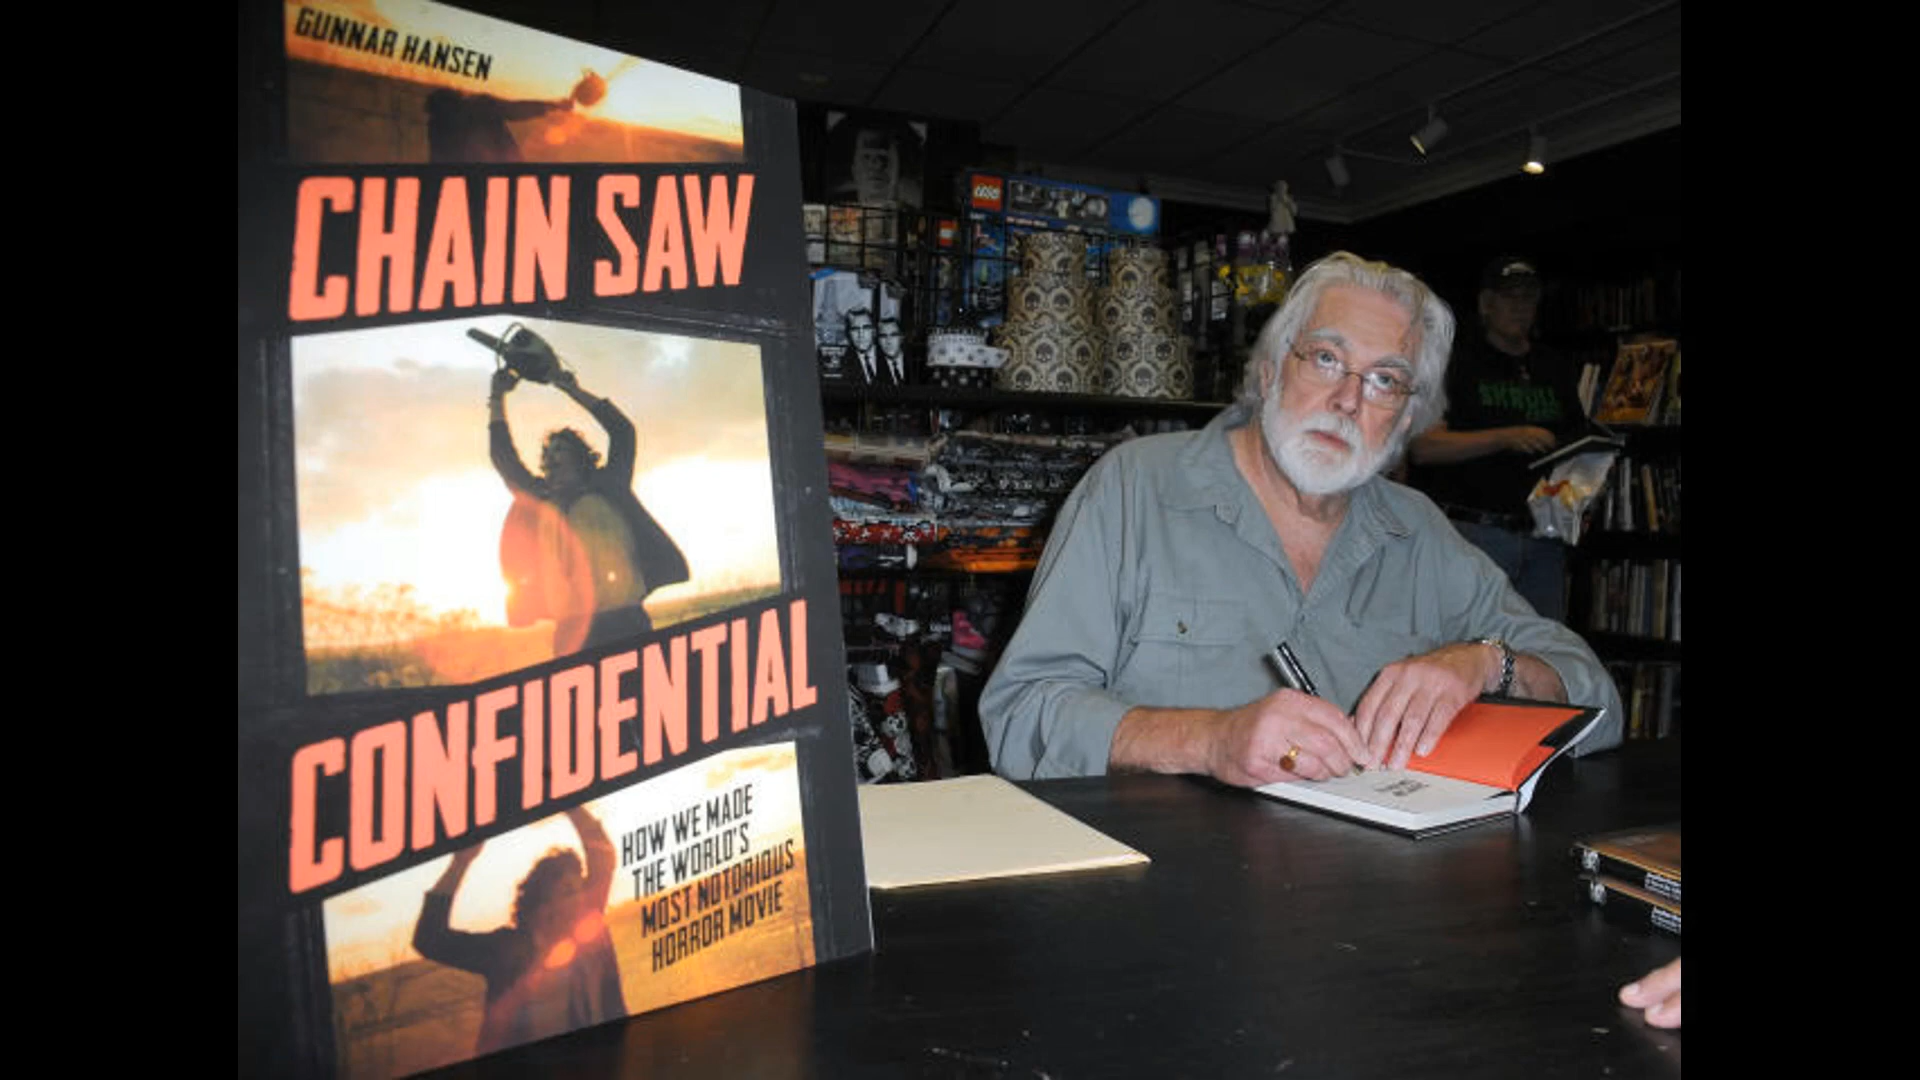 GUNNAR HANSEN
CHAIN SAW
CONFIDENTIAL
HOW WE MADE
THE WORLD'S
MOST NOTORIOUS
HORROR MOVIE
LEGO